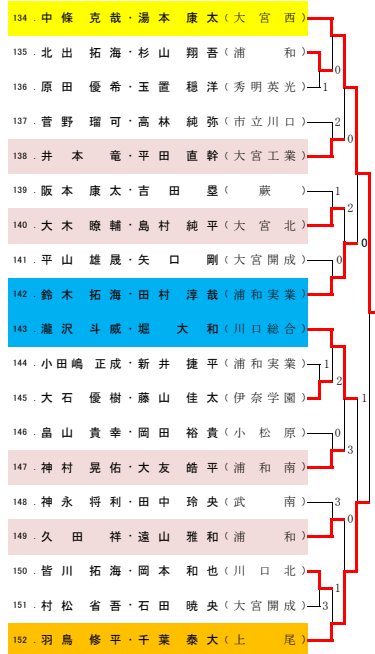 134 . 中 條 克 哉 ・ 湯 本 康 太 ( 大 宮 西 )
135 . 北 出 拓 海 ・ 杉 山 翔 吾 ( 浦 和 )
0
136 . 原 田 優 希 ・ 玉 置 穏 洋 ( 秀明英光 )
1
137 . 菅 野 瑠 可 ・ 高 林 純 弥 ( 市立川口 )
2
0
138 . 井 本 竜 ・ 平 田 直 幹 ( 大宮工業 )
139 . 阪 本 康 太 ・ 吉 田 塁 ( 蕨 )
1
2
140 . 大 木 暸 輔 ・ 島 村 純 平 ( 大 宮 北 )
0
141 . 平 山 雄 晟 ・ 矢 口 剛 ( 大宮開成 )
0
142 . 鈴 木 拓 海 ・ 田 村 淳 哉 ( 浦和実業 )
143 . 瀧 沢 斗 威 ・ 堀 大 和 ( 川口総合 )
144 . 小田嶋 正成 ・ 新 井 捷 平 ( 浦和実業 )
1
2
145 . 大 石 優 樹 ・ 藤 山 佳 太 ( 伊奈学園 )
1
146 . 畠 山 貴 幸 ・ 岡 田 裕 貴 ( 小 松 原 )
0
3
147 . 神 村 晃 佑 ・ 大 友 皓 平 ( 浦 和 南 )
148 . 神 永 将 利 ・ 田 中 玲 央 ( 武 南 )
3
0
149 . 久 田 祥 ・ 遠 山 雅 和 ( 浦 和 )
150 . 皆 川 拓 海 ・ 岡 本 和 也 ( 川 口 北 )
1
151 . 村 松 省 吾 ・ 石 田 暁 央 ( 大宮開成 )
3
152 . 羽 鳥 修 平 ・ 千 葉 泰 大 ( 上 尾 )